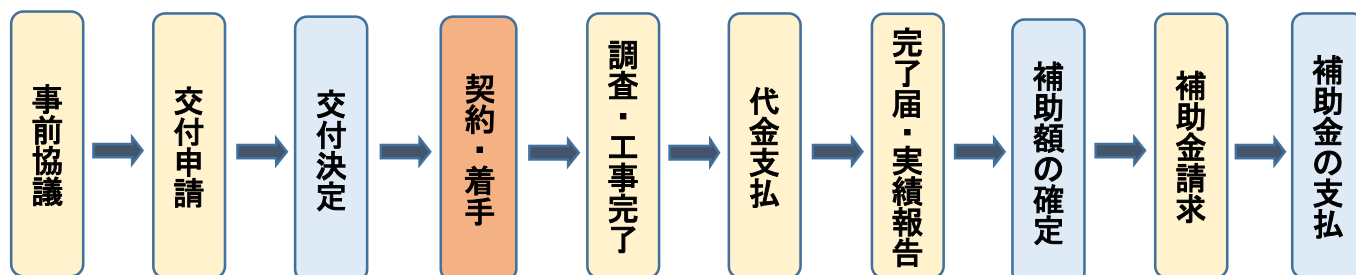 事前協議
交付申請
交付決定
契約・着手
調査・工事完了
代金支払
完了届・実績報告
補助額の確定
補助金請求
補助金の支払